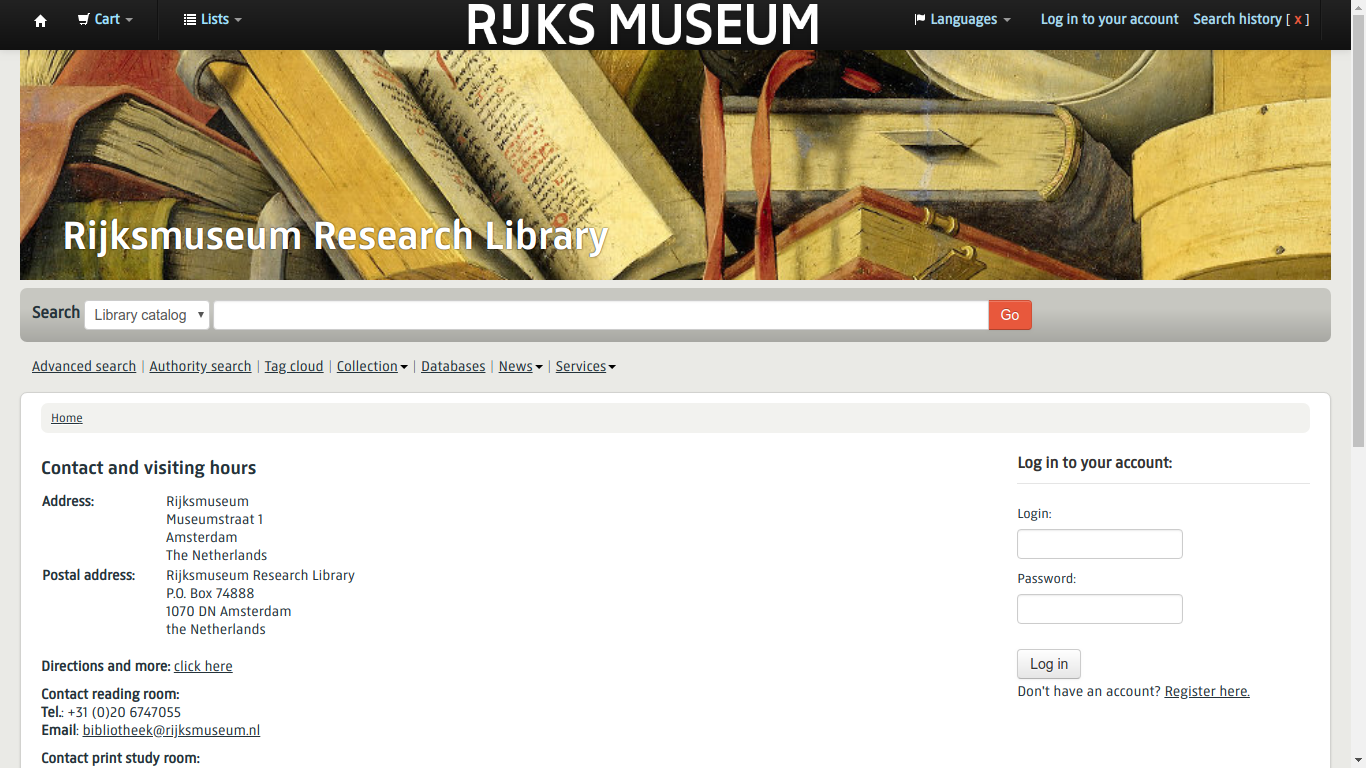 Cart
Lists
RIJKS MUSEUM
Languages
Log in to your account
Search history [ x ]
Rijksmuseum Research Library
Search
Library catalog
Go
Advanced search | Authority search | Tag cloud | Collection | Databases | News | Services
Home
Contact and visiting hours
Address: Rijksmuseum
Museumstraat 1
Amsterdam
The Netherlands
Postal address: Rijksmuseum Research Library
P.O. Box 74888
1070 DN Amsterdam
the Netherlands
Directions and more: click here
Contact reading room:
Tel.: +31 (0)20 6747055
Email: bibliotheek@rijksmuseum.nl
Contact print study room:
Log in to your account:
Login:
Password:
Log in
Don't have an account? Register here.